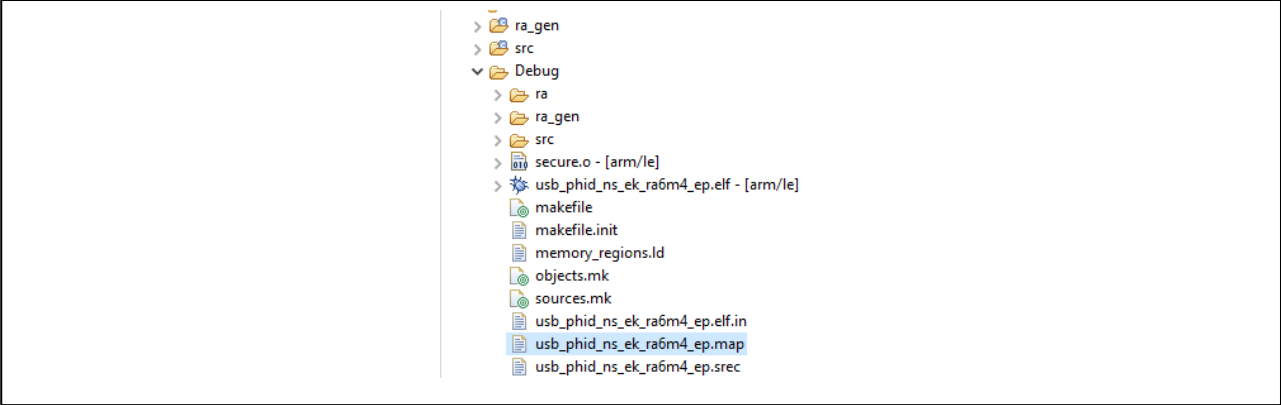 ra_gen
src
Debug
ra
ra_gen
src
secure.o - [arm/le]
usb_phid_ns_ek_ra6m4_ep.elf - [arm/le]
makefile
makefile.init
memory_regions.ld
objects.mk
sources.mk
usb_phid_ns_ek_ra6m4_ep.elf.in
usb_phid_ns_ek_ra6m4_ep.map
usb_phid_ns_ek_ra6m4_ep.srec